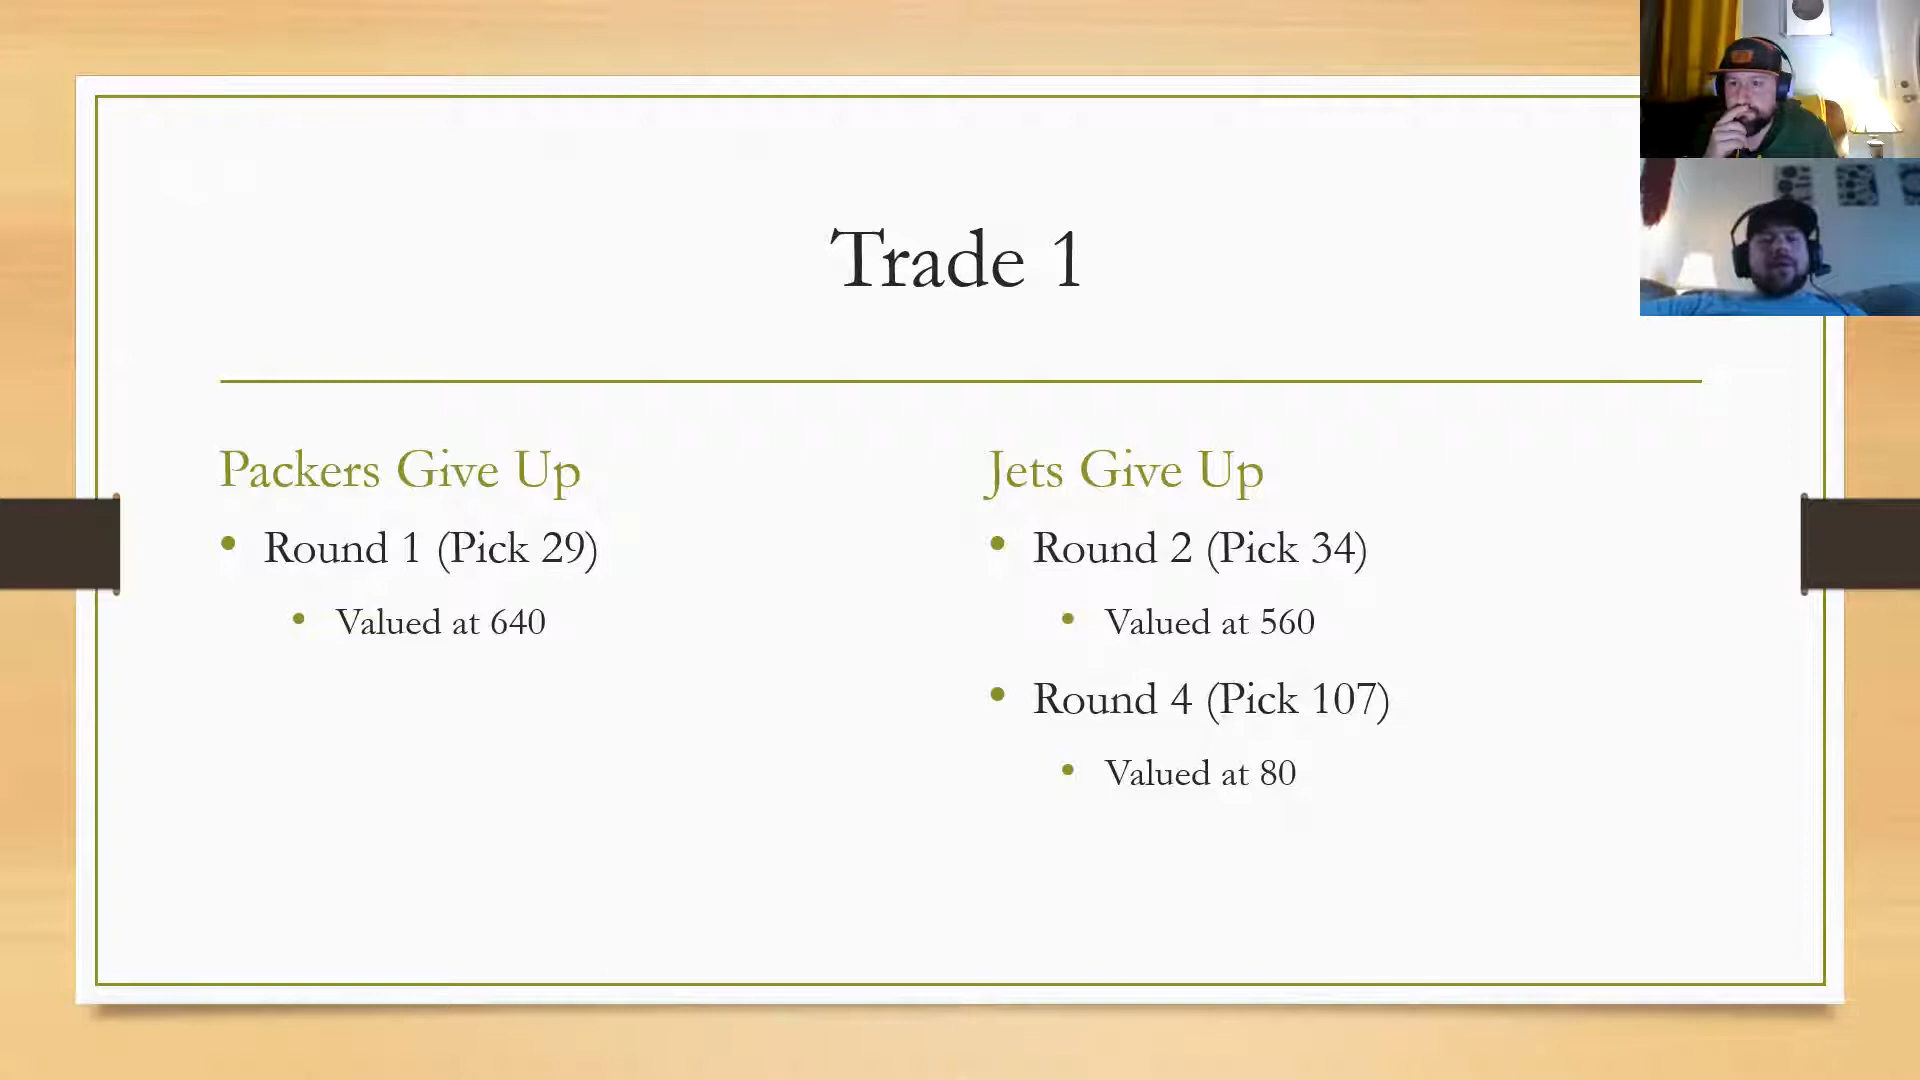 Trade 1
Packers Give Up
Round 1 (Pick 29)
Valued at 640
Jets Give Up
Round 2 (Pick 34)
Valued at 560
Round 4 (Pick 107)
Valued at 80